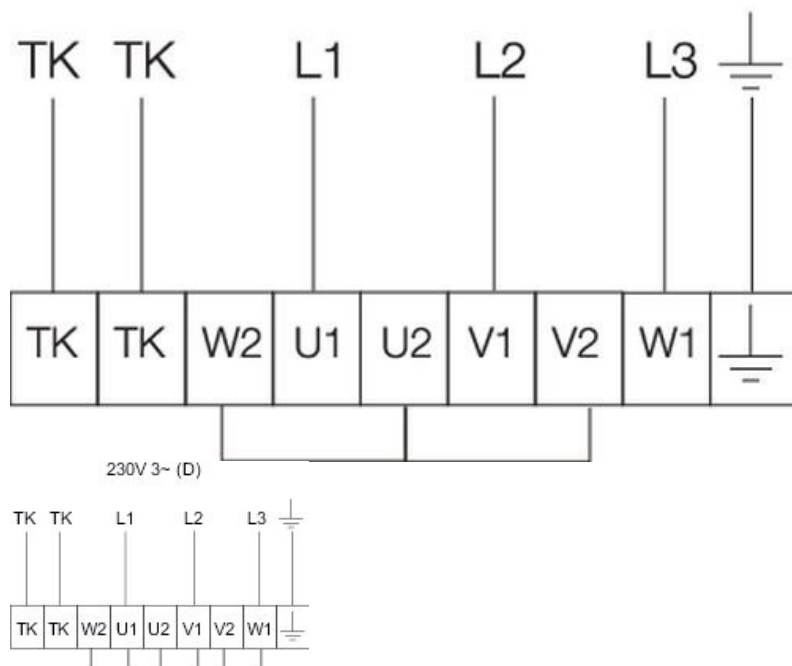 TK TK L1 L2 L3
TK TK W2 U1 U2 V1 V2 W1
230V 3~ (D)
TK TK L1 L2 L3
TK TK W2 U1 U2 V1 V2 W1